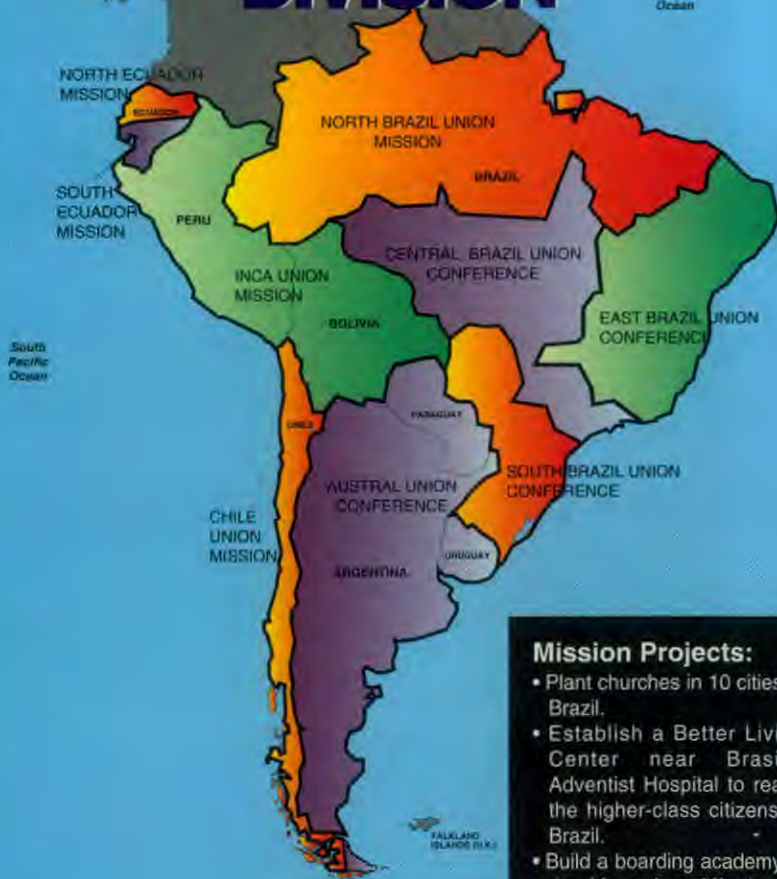 DIVISION
Ocean
NORTH ECUADOR
MISSION
ECUADOR
NORTH BRAZIL UNION
MISSION
BRAZIL
SOUTH
ECUADOR
MISSION
PERU
CENTRAL BRAZIL UNION
CONFERENCE
INCA UNION
MISSION
BOLIVIA
EAST BRAZIL UNION
CONFERENCE
South
Pacific
Ocean
CHILE
PARAGUAY
SOUTH BRAZIL UNION
CONFERENCE
AUSTRAL UNION
CONFERENCE
CHILE
UNION
MISSION
URUGUAY
ARGENTINA
Mission Projects:
• Plant churches in 10 cities
Brazil.
• Establish a Better Livi
Center near Brasi
Adventist Hospital to rea
the higher-class citizens
Brazil.
• Build a boarding academy
FALKLAND
ISLANDS (U.K.)